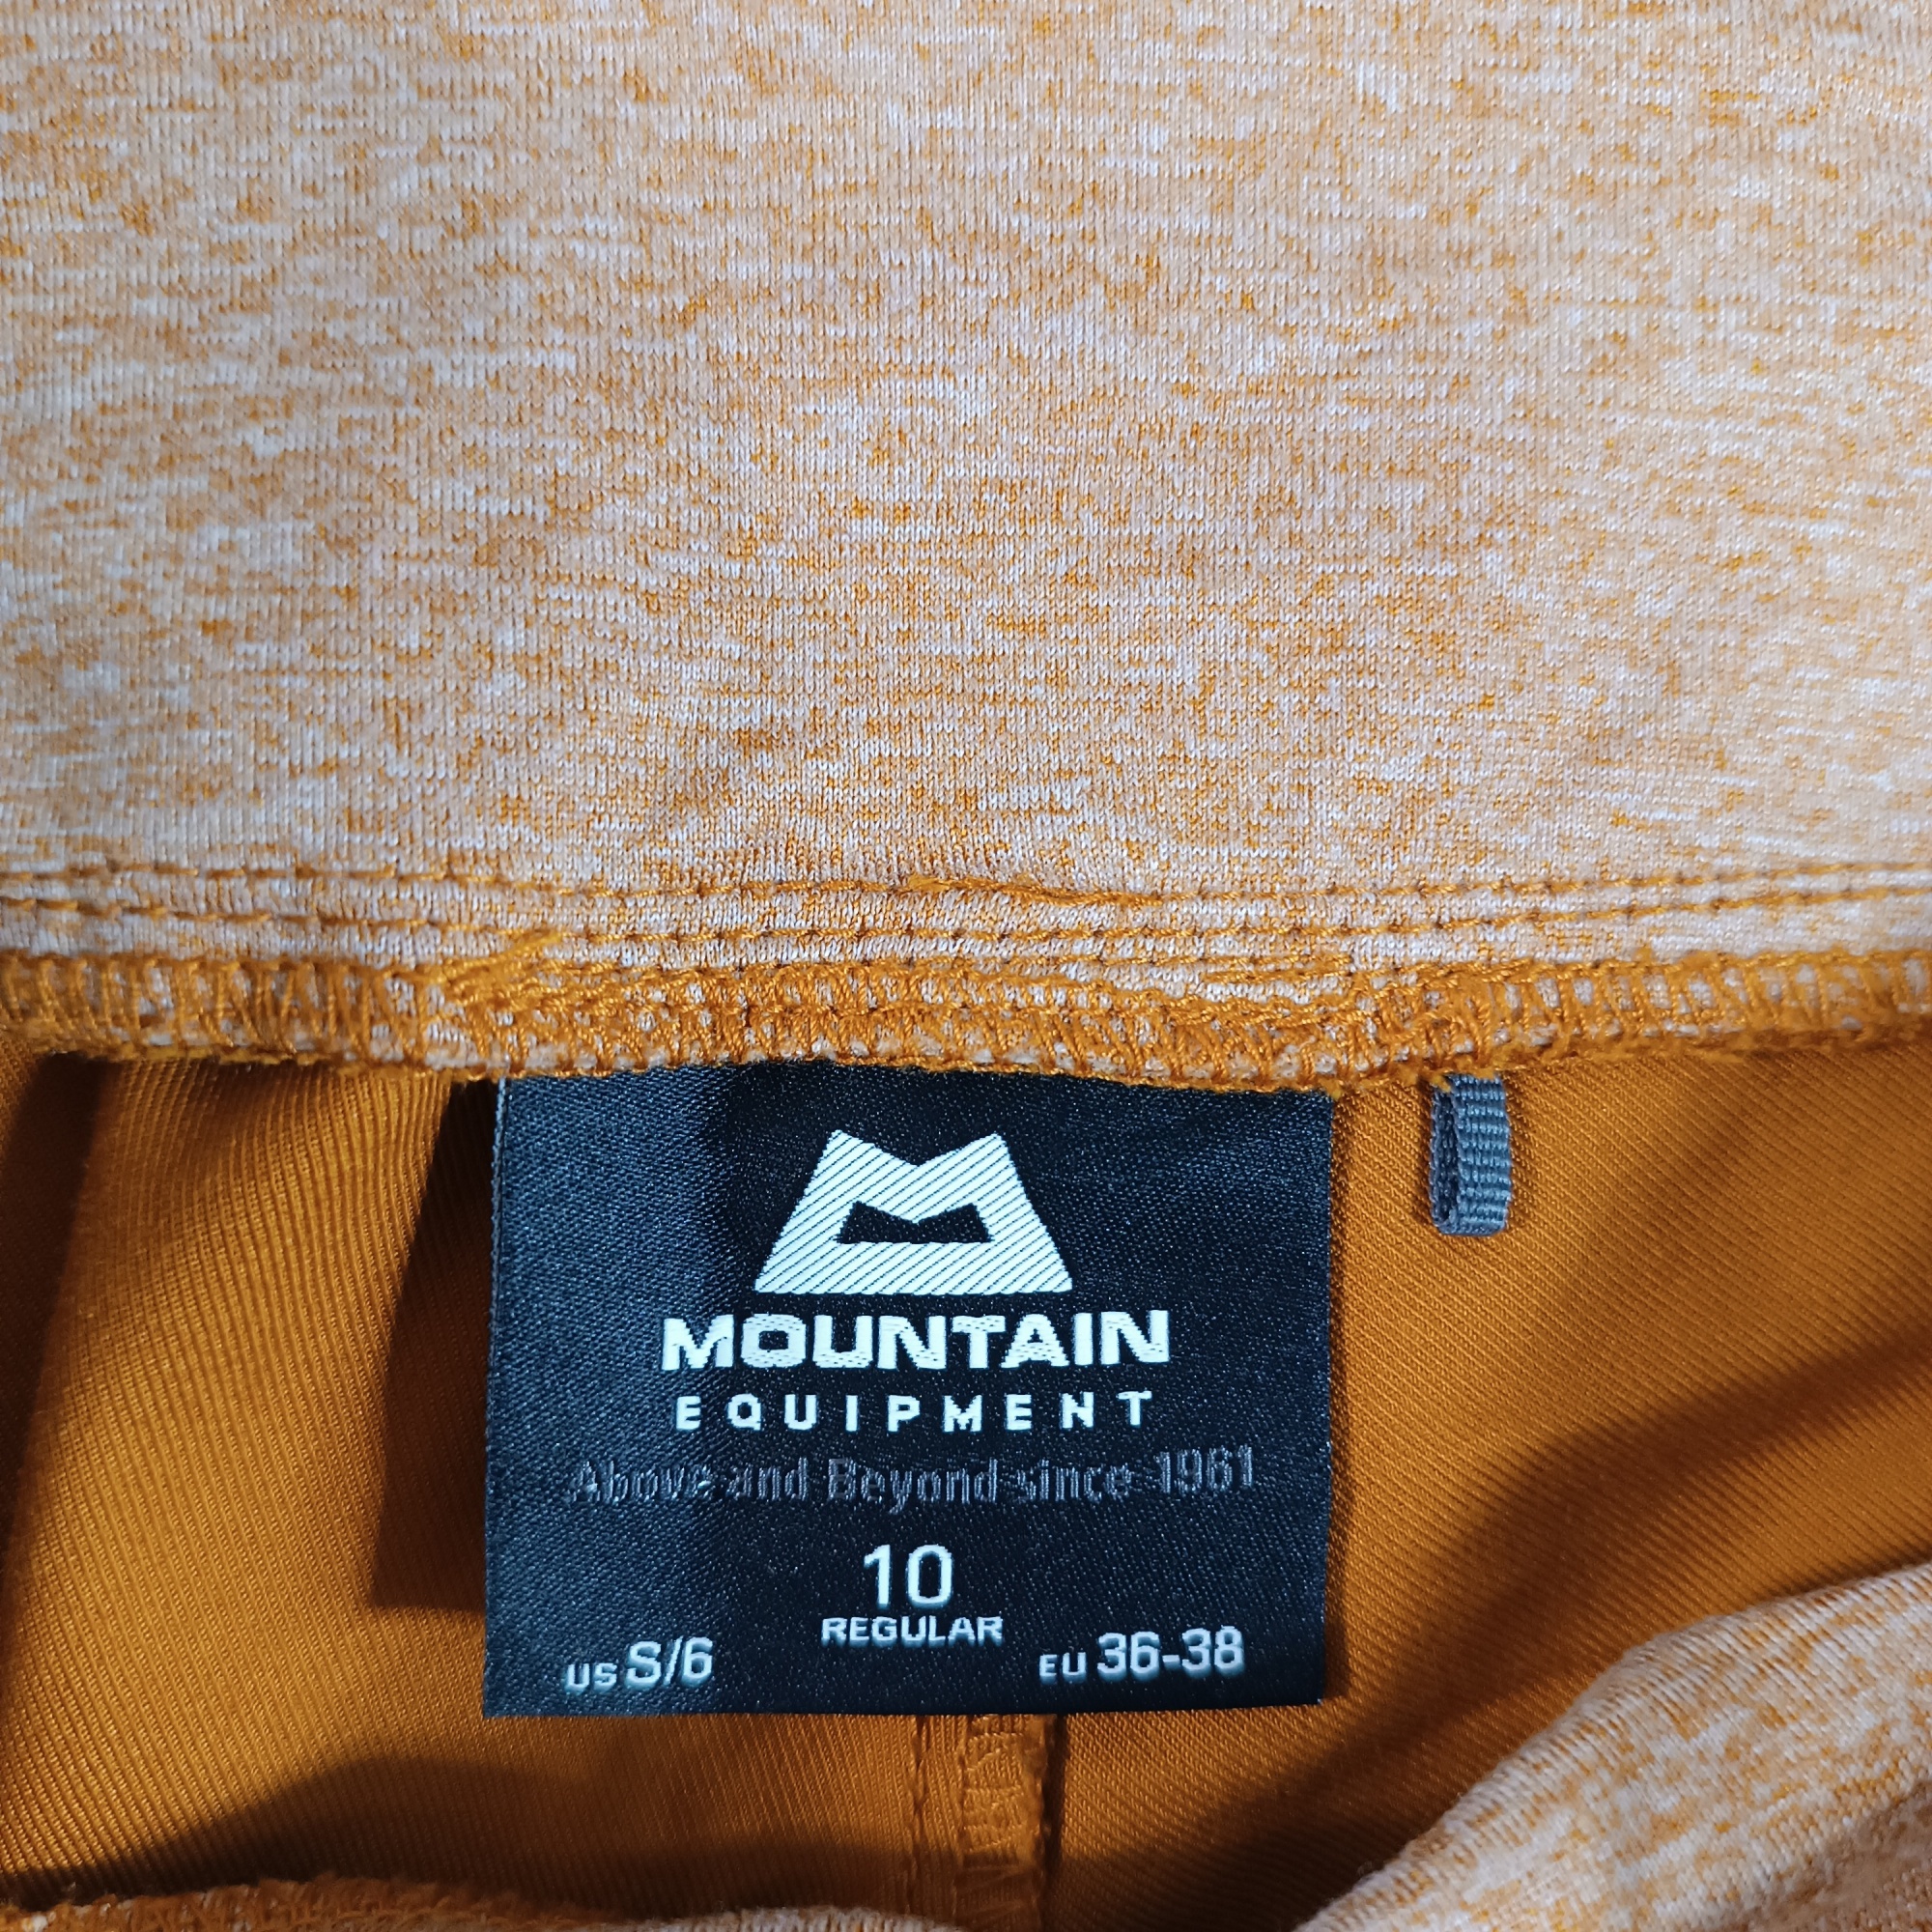 MOUNTAIN
EQUIPMENT
Above and Beyond since 1961
10
REGULAR
US S/6 EU 36-38